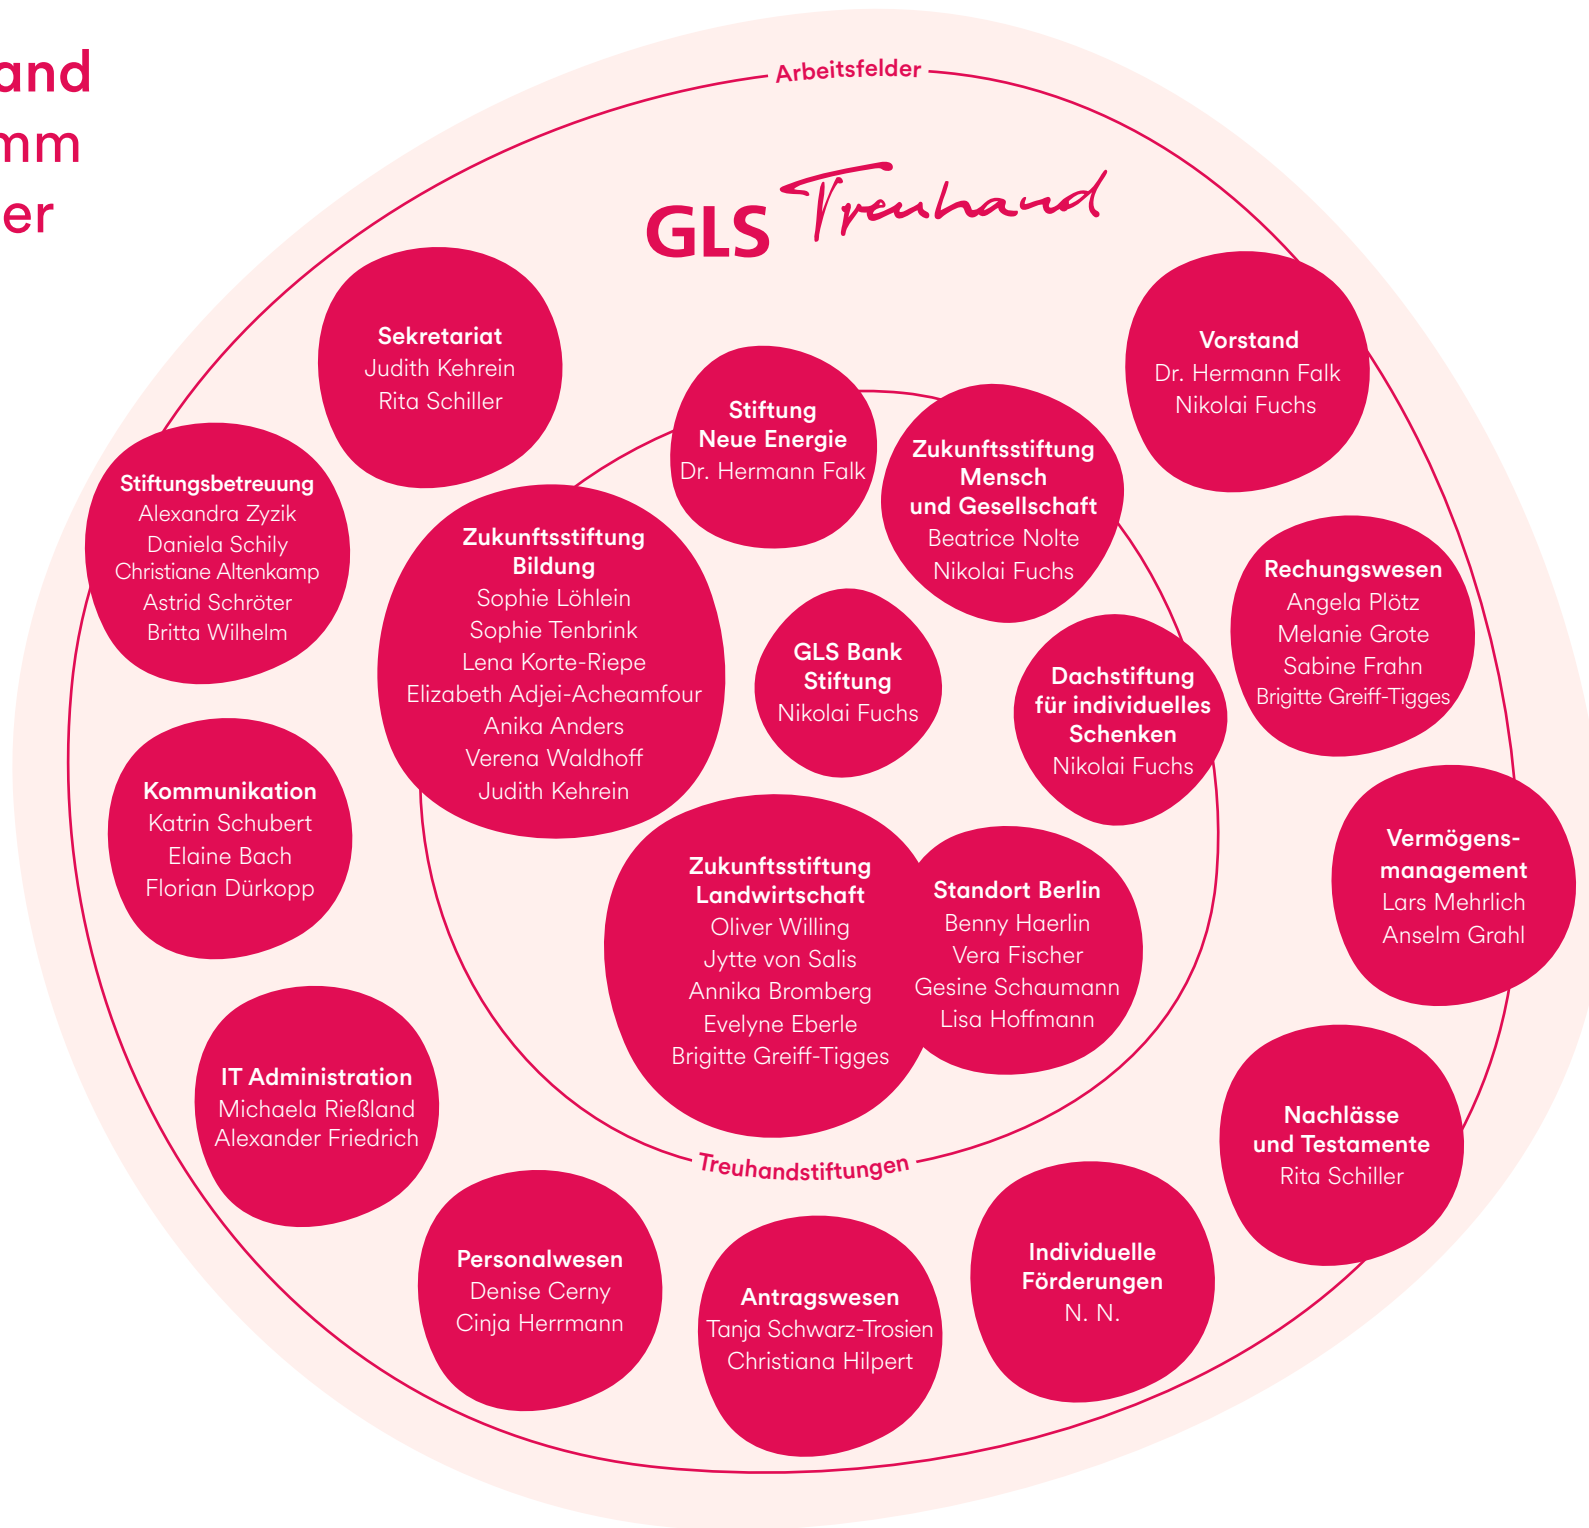 and
mm
er
Arbeitsfelder
GLS Treuhand
Sekretariat
Judith Kehrein
Rita Schiller
Vorstand
Dr. Hermann Falk
Nikolai Fuchs
Stiftung
Neue Energie
Dr. Hermann Falk
Zukunftsstiftung
Mensch
und Gesellschaft
Beatrice Nolte
Nikolai Fuchs
Stiftungsbetreuung
Alexandra Zyzik
Daniela Schily
Christiane Altenkamp
Astrid Schröter
Britta Wilhelm
Zukunftsstiftung
Bildung
Sophie Löhlein
Sophie Tenbrink
Lena Korte-Riepe
Elizabeth Adjei-Acheamfour
Anika Anders
Verena Waldhoff
Judith Kehrein
Rechungswesen
Angela Plötz
Melanie Grote
Sabine Frahn
Brigitte Greiff-Tigges
GLS Bank
Stiftung
Nikolai Fuchs
Dachstiftung
für individuelles
Schenken
Nikolai Fuchs
Kommunikation
Katrin Schubert
Elaine Bach
Florian Dürkopp
Vermögens-
management
Lars Mehrlich
Anselm Grahl
Zukunftsstiftung
Landwirtschaft
Oliver Willing
Jytte von Salis
Annika Bromberg
Evelyne Eberle
Brigitte Greiff-Tigges
Standort Berlin
Benny Haerlin
Vera Fischer
Gesine Schaumann
Lisa Hoffmann
IT Administration
Michaela Rießland
Alexander Friedrich
Nachlässe
und Testamente
Rita Schiller
Treuhandstiftungen
Personalwesen
Denise Cerny
Cinja Herrmann
Antragswesen
Tanja Schwarz-Trosien
Christiana Hilpert
Individuelle
Förderungen
N. N.